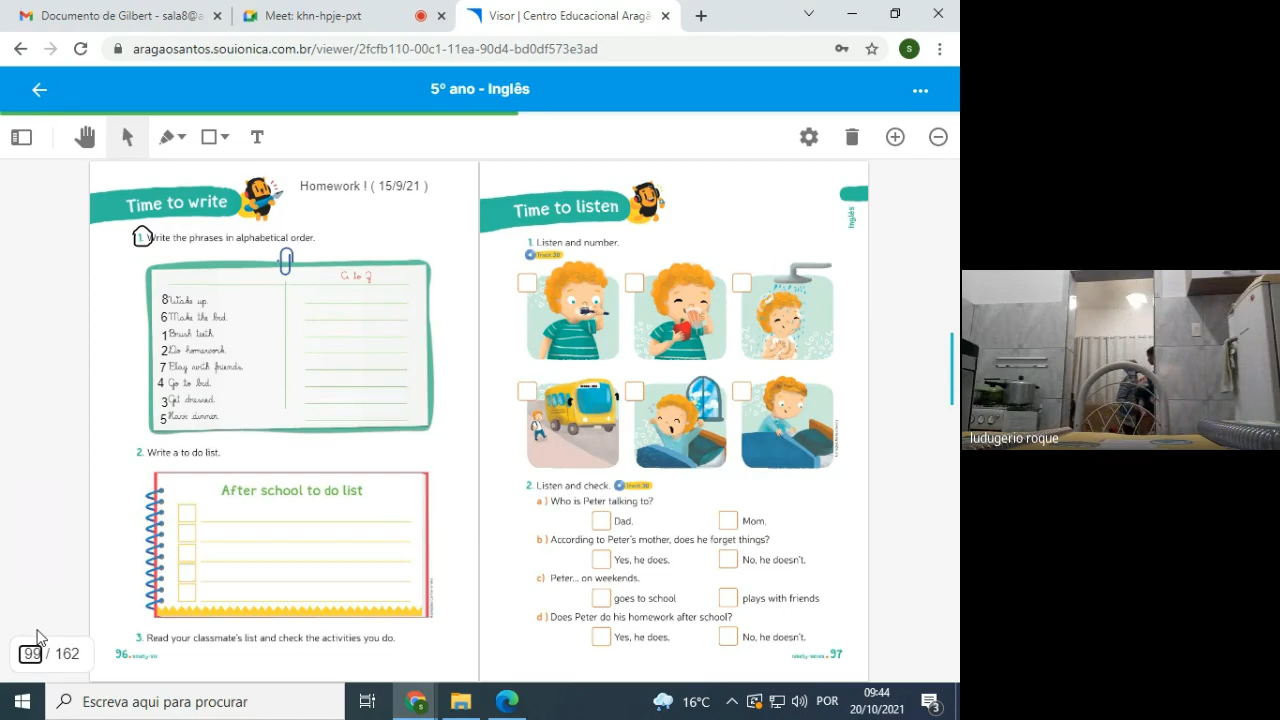 Documento de Gilbert - sala8@a
Meet: khn-hpje-pxt
Visor | Centro Educacional Aragã
aragaosantos.souionica.com.br/viewer/2fcfb110-00c1-11ea-90d4-bd0df573e3ad
S
5º ano - Inglês
T
Time to write
Homework ! ( 15/9/21 )
1. Write the phrases in alphabetical order.
a to z
8 Wake up.
6 Make the bed.
1 Brush teeth.
2 Do homework.
7 Play with friends.
4 Go to bed.
3 Get dressed.
5 Have dinner.
2. Write a to do list.
After school to do list
3. Read your classmate's list and check the activities you do.
96
Time to listen
Inglês
1. Listen and number.
Track 30
2. Listen and check. Track 30
a ) Who is Peter talking to?
Dad. Mom.
b ) According to Peter's mother, does he forget things?
Yes, he does. No, he doesn't.
c) Peter... on weekends.
goes to school plays with friends
d ) Does Peter do his homework after school?
Yes, he does. No, he doesn't.
97
99 / 162
ludugerio roque
Escreva aqui para procurar
16°C
POR
09:44
20/10/2021
3